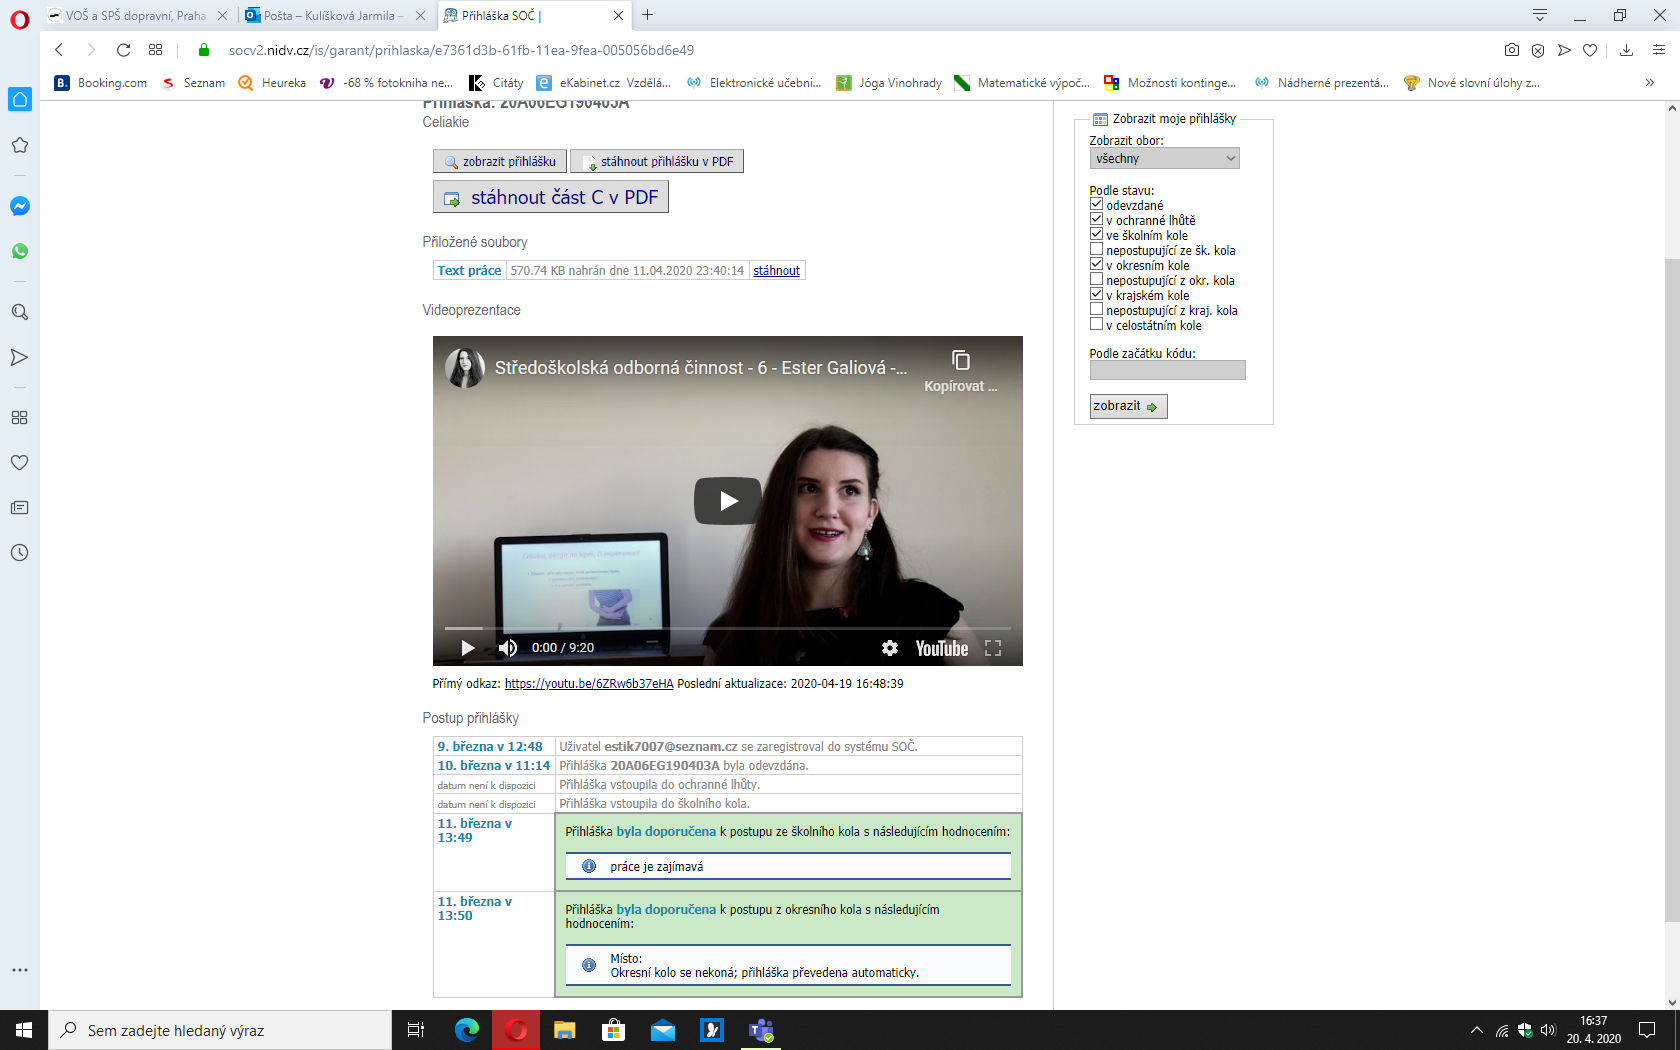 VOŠ a SPŠ dopravní, Praha
Pošta – Kulíšková Jarmila –
Přihláška SOČ |
socv2.nidv.cz/is/garant/prihlaska/e7361d3b-61fb-11ea-9fea-005056bd6e49
Booking.com
Seznam
Heureka
-68 % fotokniha ne...
Citáty
eKabinet.cz Vzdělá...
Elektronické učebni...
Jóga Vinohrady
Matematické výpoč...
Možnosti kontinge...
Nádherné prezentá...
Nové slovní úlohy z...
Přihláška: 20A06EG190403A
Celiakie
zobrazit přihlášku
stáhnout přihlášku v PDF
stáhnout část C v PDF
Přiložené soubory
Text práce 570.74 KB nahrán dne 11.04.2020 23:40:14 stáhnout
Videoprezentace
Středoškolská odborná činnost - 6 - Ester Galiová -...
Kopírovat ...
0:00 / 9:20
YouTube
Přímý odkaz: https://youtu.be/6ZRw6b37eHA Poslední aktualizace: 2020-04-19 16:48:39
Postup přihlášky
9. března v 12:48 Uživatel estik7007@seznam.cz se zaregistroval do systému SOČ.
10. března v 11:14 Přihláška 20A06EG190403A byla odevzdána.
datum není k dispozici Přihláška vstoupila do ochranné lhůty.
datum není k dispozici Přihláška vstoupila do školního kola.
11. března v
13:49
Přihláška byla doporučena k postupu ze školního kola s následujícím hodnocením:
práce je zajímavá
11. března v
13:50
Přihláška byla doporučena k postupu z okresního kola s následujícím
hodnocením:
Místo:
Okresní kolo se nekoná; přihláška převedena automaticky.
Zobrazit moje přihlášky
Zobrazit obor:
všechny
Podle stavu:
odevzdané
v ochranné lhůtě
ve školním kole
nepostupující ze šk. kola
v okresním kole
nepostupující z okr. kola
v krajském kole
nepostupující z kraj. kola
v celostátním kole
Podle začátku kódu:
zobrazit
Sem zadejte hledaný výraz
16:37
20. 4. 2020